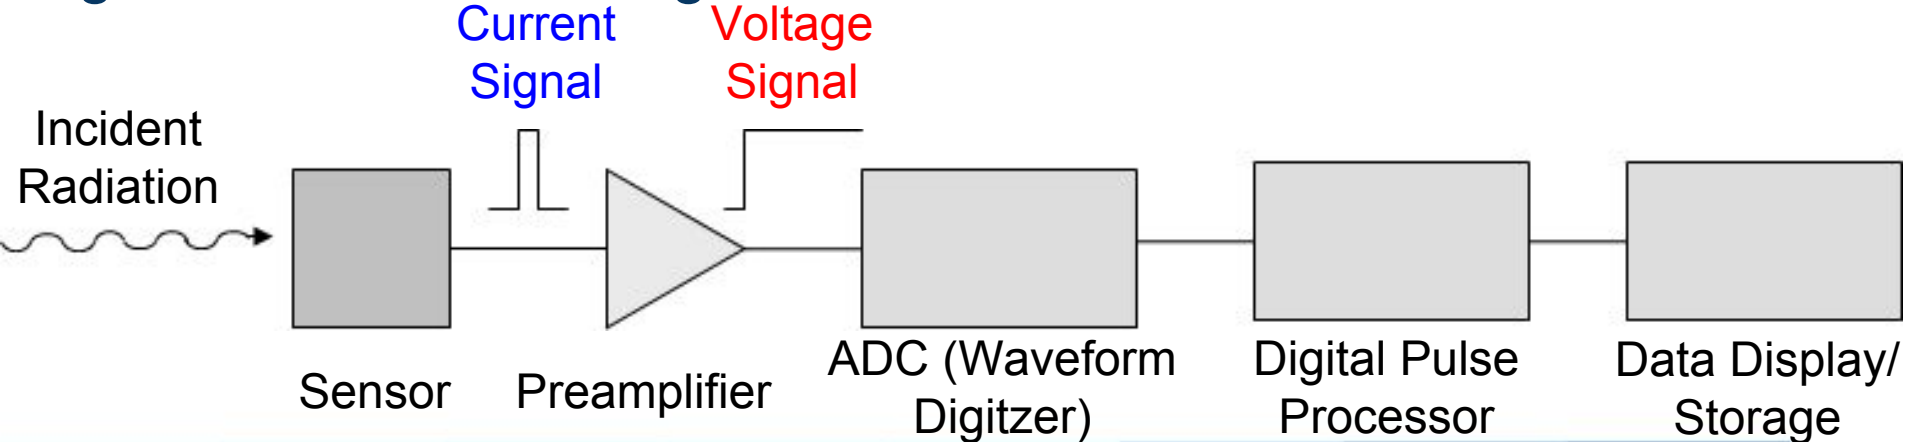 Current
Signal
Voltage
Signal
Incident
Radiation
Sensor
Preamplifier
ADC (Waveform
Digitzer)
Digital Pulse
Processor
Data Display/
Storage